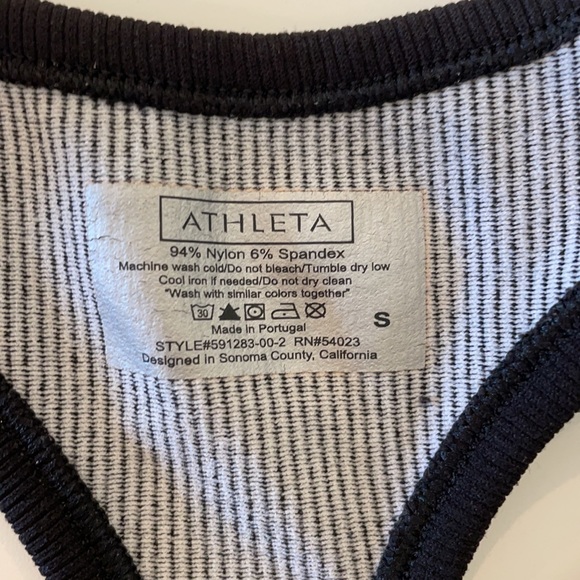 ATHLETA
94% Nylon 6% Spandex
Machine wash cold/Do not bleach/Tumble dry low
Cool iron if needed/Do not dry clean
"Wash with similar colors together"
30
S
Made in Portugal
STYLE#591283-00-2 RN#54023
Designed in Sonoma County, California